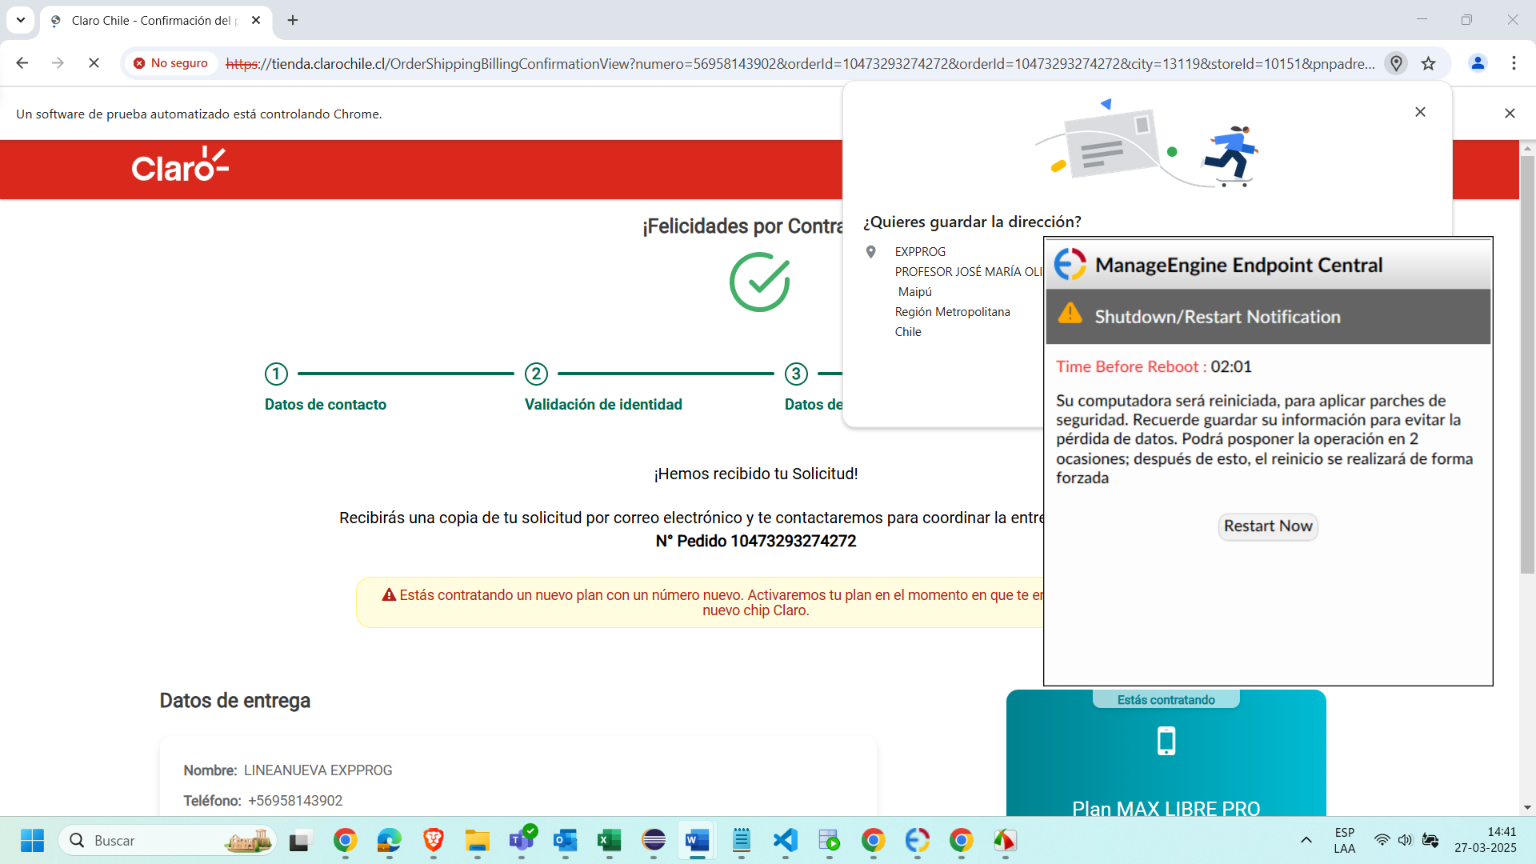 Claro Chile - Confirmación del p
No seguro
https://tienda.clarochile.cl/OrderShippingBillingConfirmationView?numero=56958143902&orderId=10473293274272&orderId=10473293274272&city=13119&storeId=10151&pnpadre...
Un software de prueba automatizado está controlando Chrome.
Claro
¡Felicidades por Contra
¿Quieres guardar la dirección?
EXPPROG
PROFESOR JOSÉ MARÍA OLI
Maipú
Región Metropolitana
Chile
ManageEngine Endpoint Central
Shutdown/Restart Notification
Time Before Reboot : 02:01
Su computadora será reiniciada, para aplicar parches de
seguridad. Recuerde guardar su información para evitar la
pérdida de datos. Podrá posponer la operación en 2
ocasiones; después de esto, el reinicio se realizará de forma
forzada
Restart Now
1
2
3
Datos de contacto
Validación de identidad
Datos de
¡Hemos recibido tu Solicitud!
Recibirás una copia de tu solicitud por correo electrónico y te contactaremos para coordinar la entre
N° Pedido 10473293274272
Estás contratando un nuevo plan con un número nuevo. Activaremos tu plan en el momento en que te en
nuevo chip Claro.
Datos de entrega
Nombre: LINEANUEVA EXPPROG
Teléfono: +56958143902
Estás contratando
Plan MAX LIBRE PRO
Buscar
ESP
LAA
14:41
27-03-2025